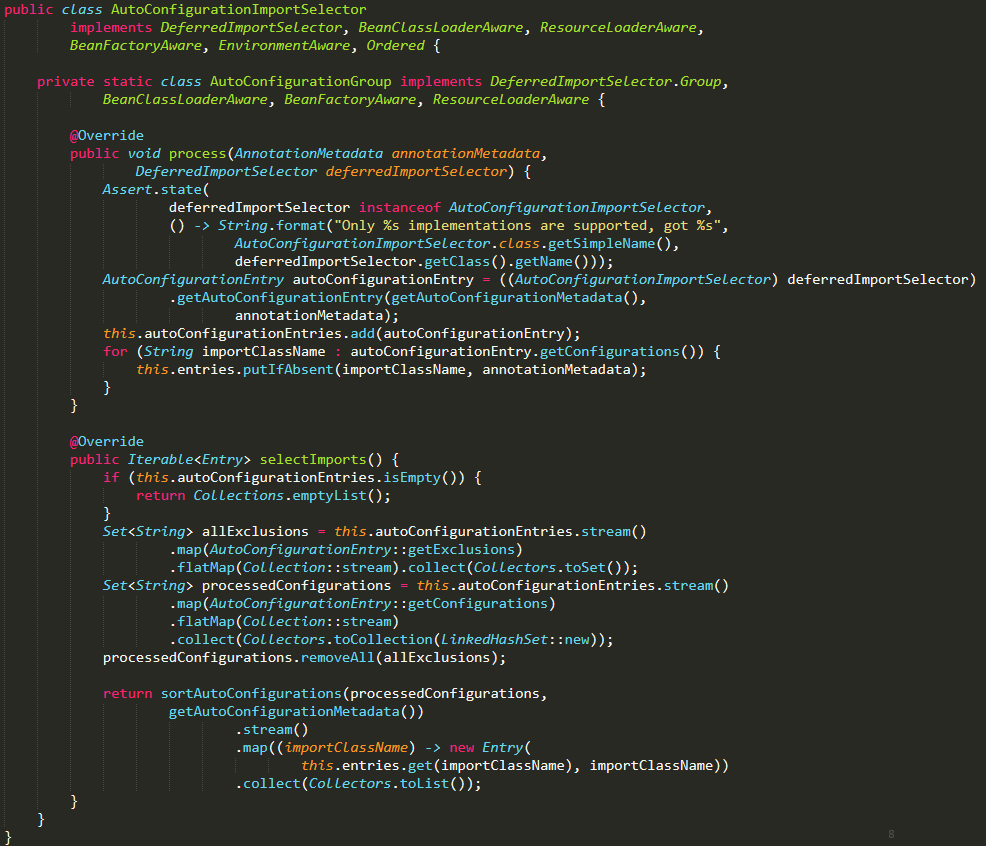 public class AutoConfigurationImportSelector
        implements DeferredImportSelector, BeanClassLoaderAware, ResourceLoaderAware,
        BeanFactoryAware, EnvironmentAware, Ordered {

    private static class AutoConfigurationGroup implements DeferredImportSelector.Group,
            BeanClassLoaderAware, BeanFactoryAware, ResourceLoaderAware {

        @Override
        public void process(AnnotationMetadata annotationMetadata,
                DeferredImportSelector deferredImportSelector) {
            Assert.state(
                    deferredImportSelector instanceof AutoConfigurationImportSelector,
                    () -> String.format("Only %s implementations are supported, got %s",
                            AutoConfigurationImportSelector.class.getSimpleName(),
                            deferredImportSelector.getClass().getName()));
            AutoConfigurationEntry autoConfigurationEntry = ((AutoConfigurationImportSelector) deferredImportSelector)
                    .getAutoConfigurationEntry(getAutoConfigurationMetadata(),
                            annotationMetadata);
            this.autoConfigurationEntries.add(autoConfigurationEntry);
            for (String importClassName : autoConfigurationEntry.getConfigurations()) {
                this.entries.putIfAbsent(importClassName, annotationMetadata);
            }
        }

        @Override
        public Iterable<Entry> selectImports() {
            if (this.autoConfigurationEntries.isEmpty()) {
                return Collections.emptyList();
            }
            Set<String> allExclusions = this.autoConfigurationEntries.stream()
                    .map(AutoConfigurationEntry::getExclusions)
                    .flatMap(Collection::stream).collect(Collectors.toSet());
            Set<String> processedConfigurations = this.autoConfigurationEntries.stream()
                    .map(AutoConfigurationEntry::getConfigurations)
                    .flatMap(Collection::stream)
                    .collect(Collectors.toCollection(LinkedHashSet::new));
            processedConfigurations.removeAll(allExclusions);

            return sortAutoConfigurations(processedConfigurations,
                    getAutoConfigurationMetadata())
                            .stream()
                            .map((importClassName) -> new Entry(
                                    this.entries.get(importClassName), importClassName))
                            .collect(Collectors.toList());
        }
    }
}
8